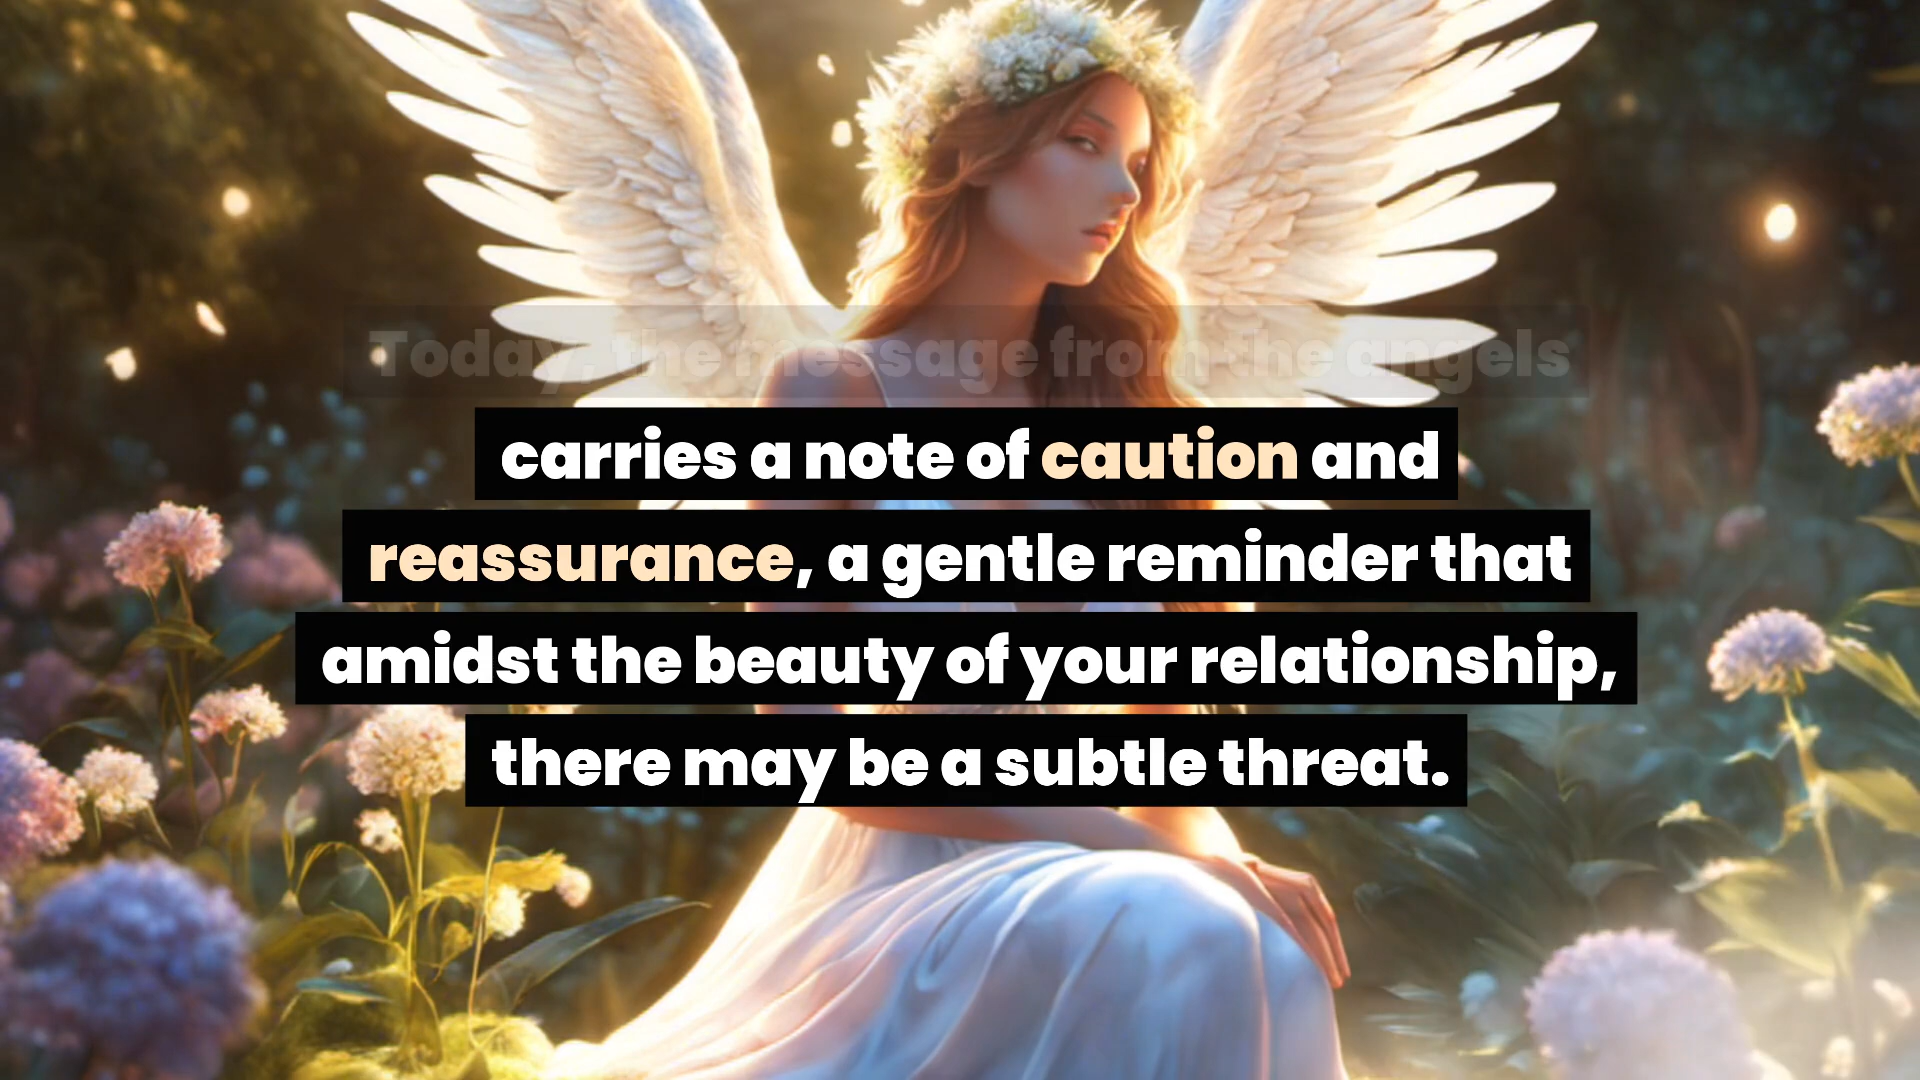 Today, the message from the angels
carries a note of caution and
reassurance, a gentle reminder that
amidst the beauty of your relationship,
there may be a subtle threat.